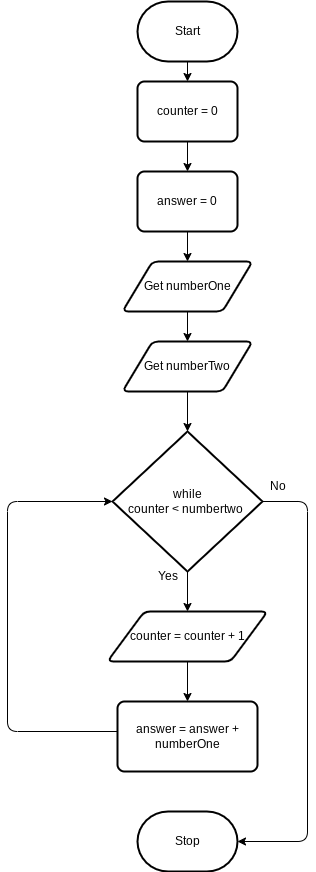 Start
counter = 0
answer = 0
Get numberOne
Get numberTwo
while
counter < numbertwo
No
Yes
counter = counter + 1
answer = answer +
numberOne
Stop